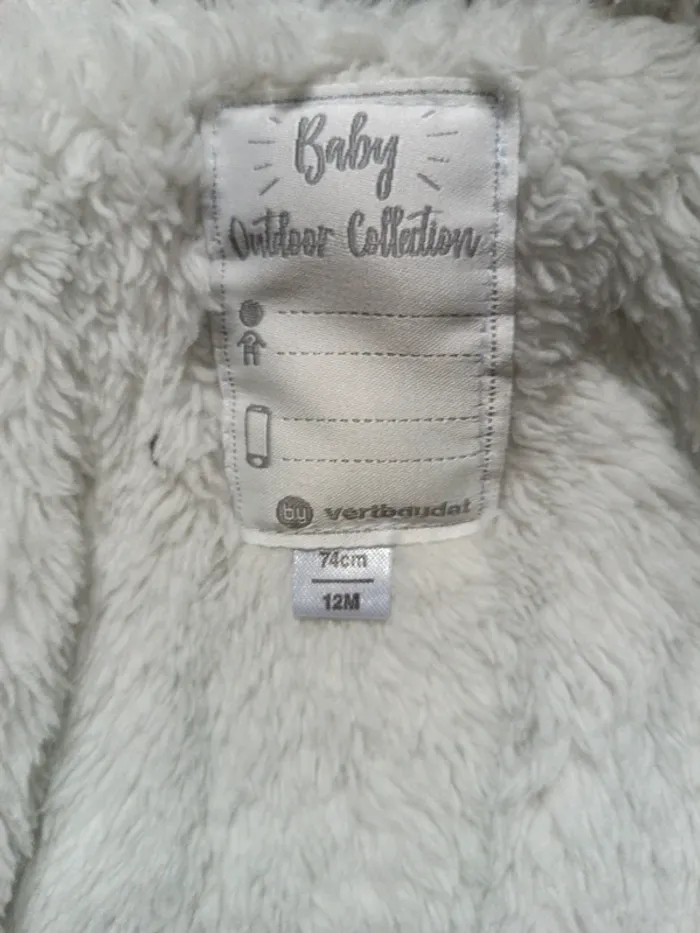 Baby
Outdoor Collection
by vertbaudet
74cm
12M